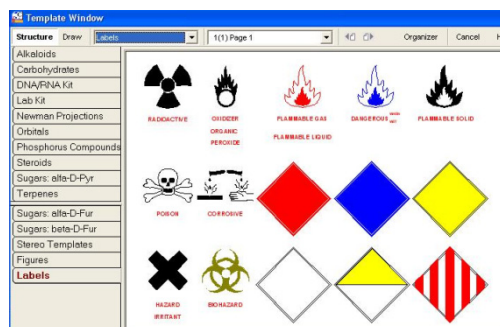 Template Window
Structure Draw Labels 1(1) Page 1 Organizer Cancel
Alkaloids
Carbohydrates
DNA/RNA Kit
Lab Kit
Newman Projections
Orbitals
Phosphorus Compounds
Steroids
Sugars: alfa-D-Pyr
Terpenes
Sugars: alfa-D-Fur
Sugars: beta-D-Fur
Stereo Templates
Figures
Labels
RADIOACTIVE
OXIDIZER
ORGANIC
PEROXIDE
FLAMMABLE GAS
FLAMMABLE LIQUID
DANGEROUS
FLAMMABLE SOLID
POISON
CORROSIVE
HAZARD
IRRITANT
BIOHAZARD